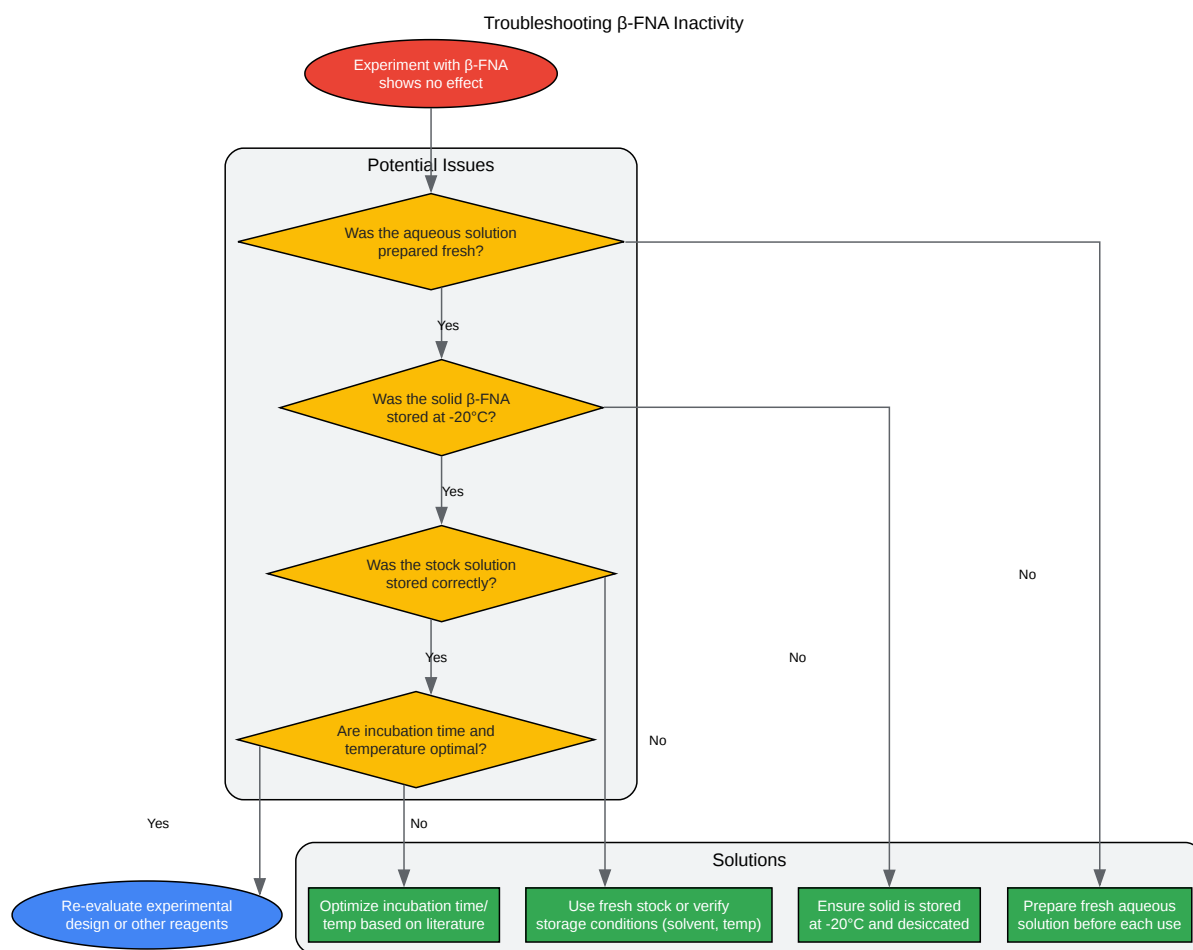 Troubleshooting β-FNA Inactivity
Experiment with β-FNA
shows no effect
Potential Issues
Was the aqueous solution
prepared fresh?
Yes
Was the solid β-FNA
stored at -20°C?
Yes
Was the stock solution
stored correctly?
No
Yes
No
Are incubation time and
temperature optimal?
No
Yes
No
Solutions
Re-evaluate experimental
design or other reagents
Optimize incubation time/
temp based on literature
Use fresh stock or verify
storage conditions (solvent, temp)
Ensure solid is stored
at -20°C and desiccated
Prepare fresh aqueous
solution before each use